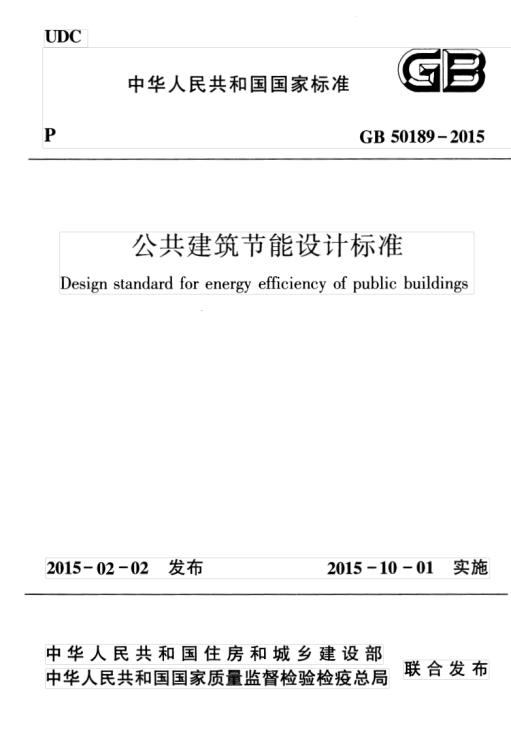 UDC
中华人民共和国国家标准
GB
P
GB 50189－2015
公共建筑节能设计标准
Design standard for energy efficiency of public buildings
2015－02－02 发布
2015－10－01 实施
中华人民共和国住房和城乡建设部
中华人民共和国国家质量监督检验检疫总局
联合发布